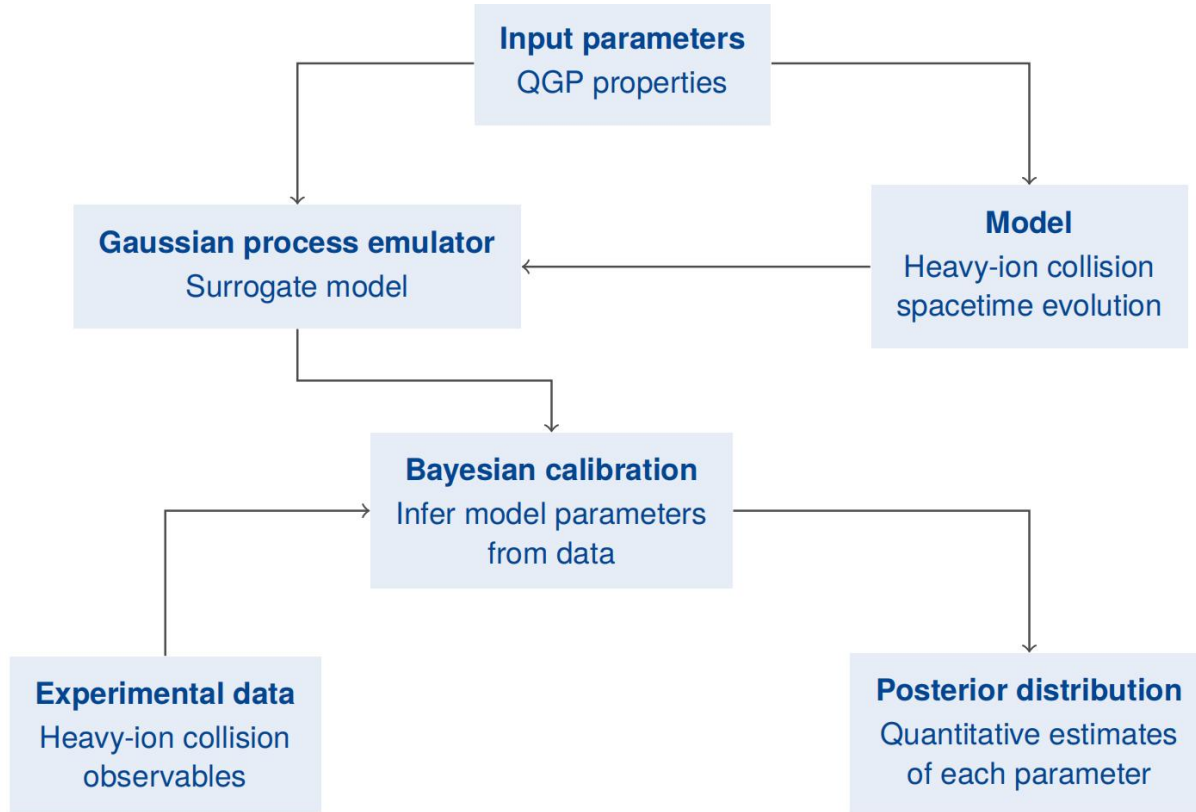 Input parameters
QGP properties
Gaussian process emulator
Surrogate model
Model
Heavy-ion collision
spacetime evolution
Bayesian calibration
Infer model parameters
from data
Experimental data
Heavy-ion collision
observables
Posterior distribution
Quantitative estimates
of each parameter